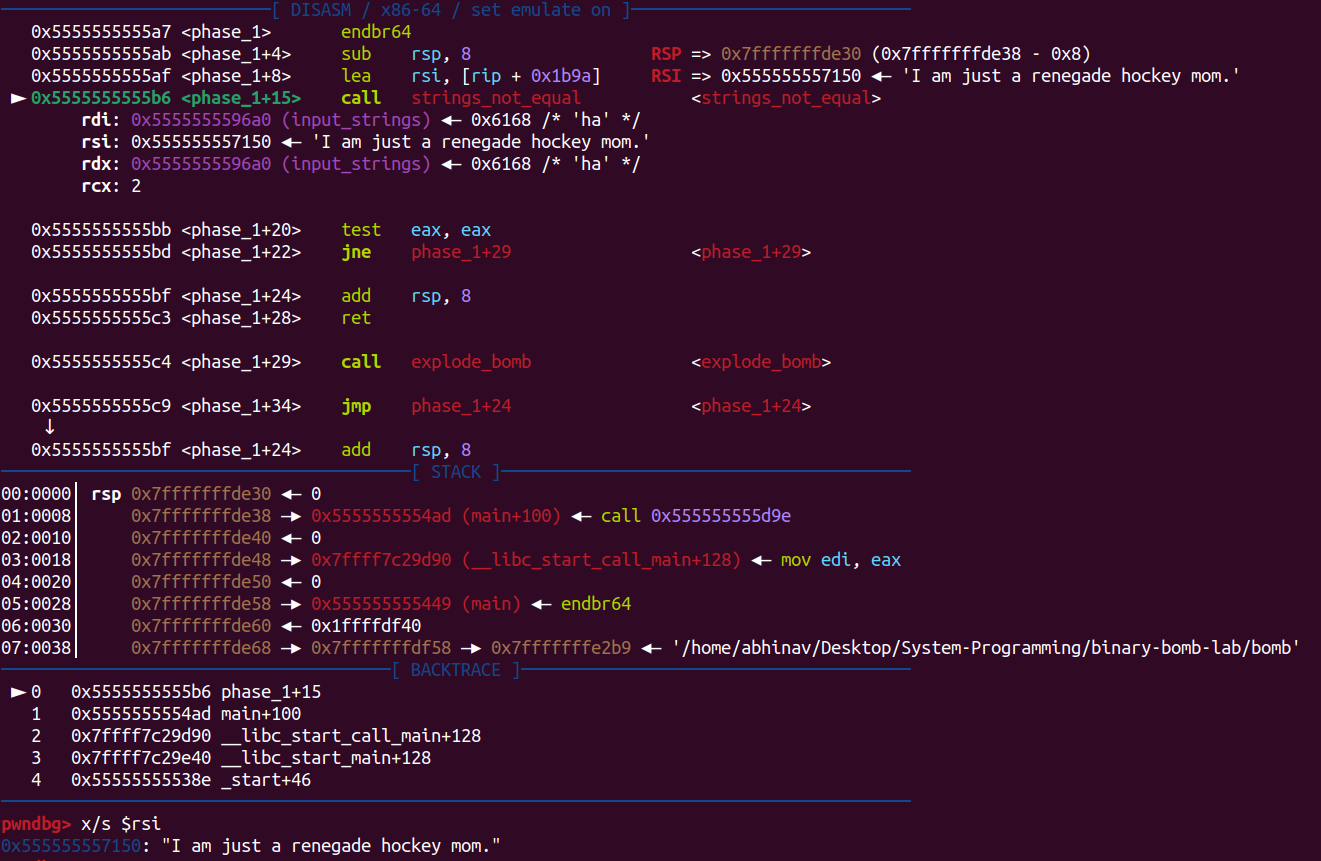 [ DISASM / x86-64 / set emulate on ]
0x5555555555a7 <phase_1> endbr64
0x5555555555ab <phase_1+4> sub rsp, 8 RSP => 0x7fffffffde30 (0x7fffffffde38 - 0x8)
0x5555555555af <phase_1+8> lea rsi, [rip + 0x1b9a] RSI => 0x555555557150 ◂— 'I am just a renegade hockey mom.'
► 0x5555555555b6 <phase_1+15> call strings_not_equal <strings_not_equal>
rdi: 0x5555555596a0 (input_strings) ◂— 0x6168 /* 'ha' */
rsi: 0x555555557150 ◂— 'I am just a renegade hockey mom.'
rdx: 0x5555555596a0 (input_strings) ◂— 0x6168 /* 'ha' */
rcx: 2
0x5555555555bb <phase_1+20> test eax, eax
0x5555555555bd <phase_1+22> jne phase_1+29 <phase_1+29>
0x5555555555bf <phase_1+24> add rsp, 8
0x5555555555c3 <phase_1+28> ret
0x5555555555c4 <phase_1+29> call explode_bomb <explode_bomb>
0x5555555555c9 <phase_1+34> jmp phase_1+24 <phase_1+24>
↓
0x5555555555bf <phase_1+24> add rsp, 8
[ STACK ]
00:0000│ rsp 0x7fffffffde30 ◂— 0
01:0008│ 0x7fffffffde38 —▸ 0x5555555554ad (main+100) ◂— call 0x555555555d9e
02:0010│ 0x7fffffffde40 ◂— 0
03:0018│ 0x7fffffffde48 —▸ 0x7ffff7c29d90 (__libc_start_call_main+128) ◂— mov edi, eax
04:0020│ 0x7fffffffde50 ◂— 0
05:0028│ 0x7fffffffde58 —▸ 0x555555555449 (main) ◂— endbr64
06:0030│ 0x7fffffffde60 ◂— 0x1ffffdf40
07:0038│ 0x7fffffffde68 —▸ 0x7fffffffdf58 —▸ 0x7fffffffe2b9 ◂— '/home/abhinav/Desktop/System-Programming/binary-bomb-lab/bomb'
[ BACKTRACE ]
► 0 0x5555555555b6 phase_1+15
1 0x5555555554ad main+100
2 0x7ffff7c29d90 __libc_start_call_main+128
3 0x7ffff7c29e40 __libc_start_main+128
4 0x55555555538e _start+46
pwndbg> x/s $rsi
0x555555557150: "I am just a renegade hockey mom."